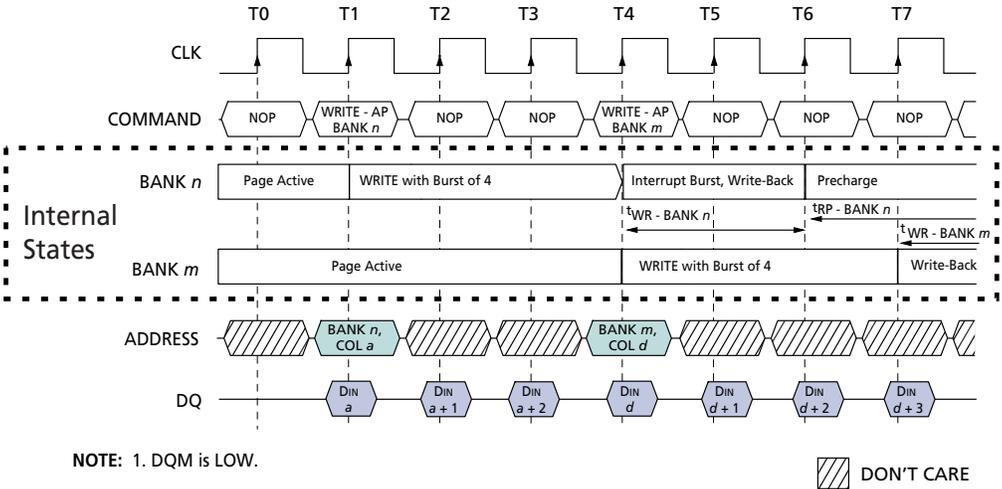 T0 T1 T2 T3 T4 T5 T6 T7
CLK
COMMAND NOP WRITE - AP NOP NOP WRITE - AP NOP NOP NOP
BANK n BANK m
BANK n Page Active WRITE with Burst of 4 Interrupt Burst, Write-Back Precharge
Internal
States
tWR - BANK n tRP - BANK n
t WR - BANK m
BANK m Page Active WRITE with Burst of 4 Write-Back
ADDRESS BANK n, BANK m,
COL a COL d
DQ DIN DIN DIN DIN DIN DIN DIN
a a + 1 a + 2 d d + 1 d + 2 d + 3
NOTE: 1. DQM is LOW.
DON'T CARE